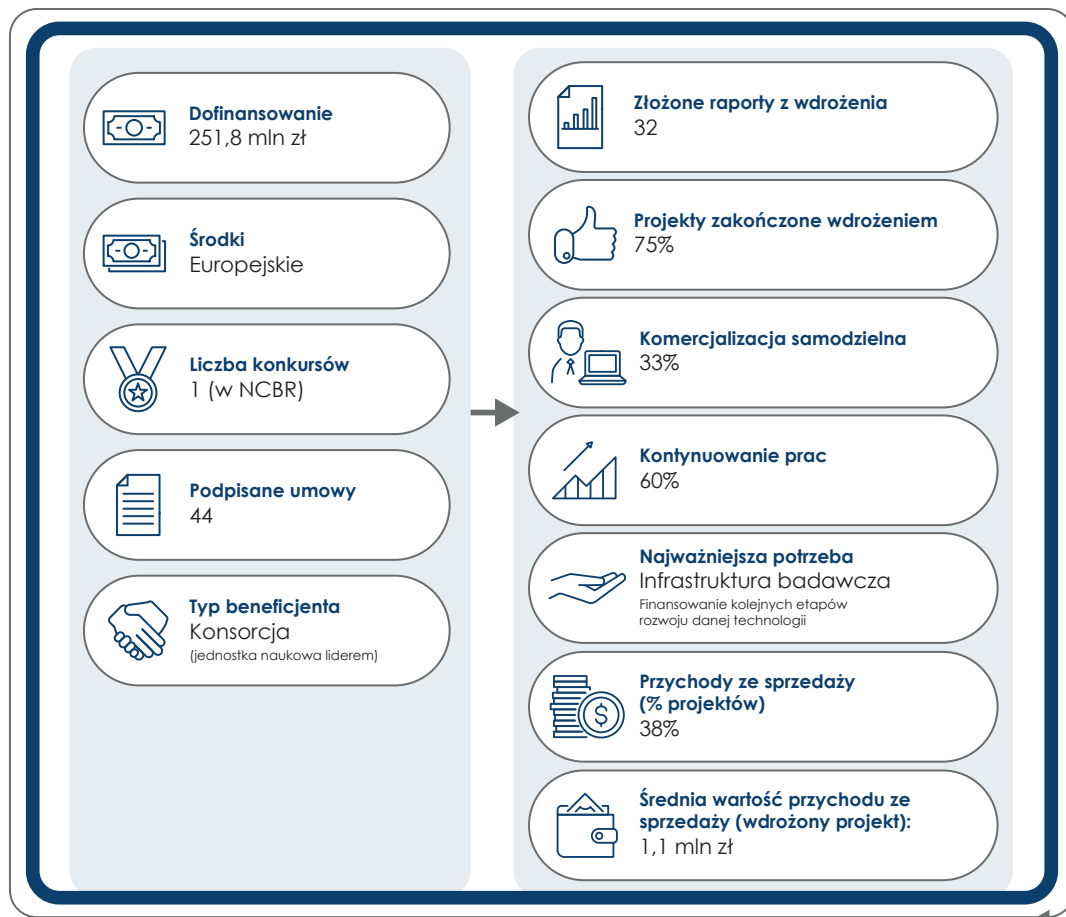 Dofinansowanie
251,8 mln zł
Środki
Europejskie
Liczba konkursów
1 (w NCBR)
Podpisane umowy
44
Typ beneficjenta
Konsorcja
(jednostka naukowa liderem)
Złożone raporty z wdrożenia
32
Projekty zakończone wdrożeniem
75%
Komercjalizacja samodzielna
33%
Kontynuowanie prac
60%
Najważniejsza potrzeba
Infrastruktura badawcza
Finansowanie kolejnych etapów
rozwoju danej technologii
Przychody ze sprzedaży
(% projektów)
38%
Średnia wartość przychodu ze
sprzedaży (wdrożony projekt):
1,1 mln zł